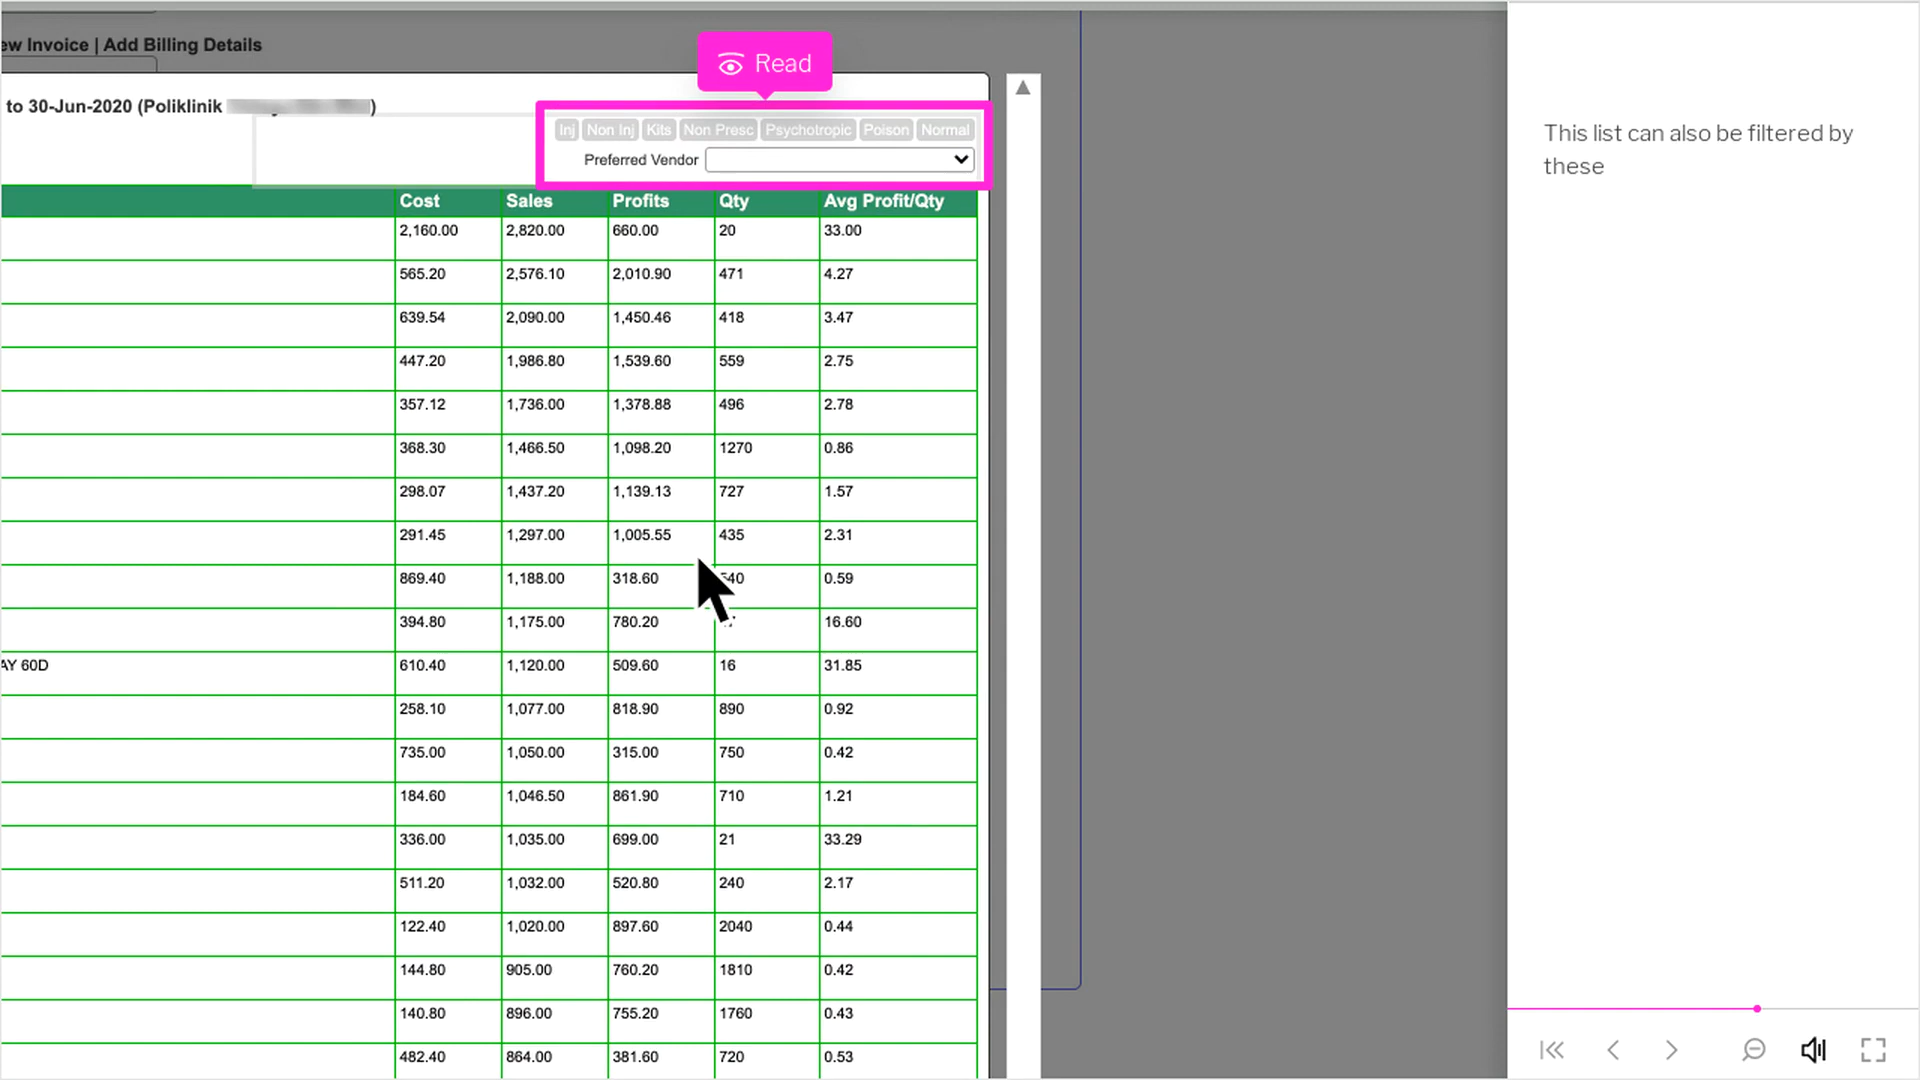 ew Invoice | Add Billing Details
Read
to 30-Jun-2020 (Poliklinik )
Inj Non Inj Kits Non Presc Psychotropic Poison Normal
Preferred Vendor
This list can also be filtered by
these
Cost Sales Profits Qty Avg Profit/Qty
2,160.00 2,820.00 660.00 20 33.00
565.20 2,576.10 2,010.90 471 4.27
639.54 2,090.00 1,450.46 418 3.47
447.20 1,986.80 1,539.60 559 2.75
357.12 1,736.00 1,378.88 496 2.78
368.30 1,466.50 1,098.20 1270 0.86
298.07 1,437.20 1,139.13 727 1.57
291.45 1,297.00 1,005.55 435 2.31
869.40 1,188.00 318.60 0.59
394.80 1,175.00 780.20 16.60
AY 60D 610.40 1,120.00 509.60 16 31.85
258.10 1,077.00 818.90 890 0.92
735.00 1,050.00 315.00 750 0.42
184.60 1,046.50 861.90 710 1.21
336.00 1,035.00 699.00 21 33.29
511.20 1,032.00 520.80 240 2.17
122.40 1,020.00 897.60 2040 0.44
144.80 905.00 760.20 1810 0.42
140.80 896.00 755.20 1760 0.43
482.40 864.00 381.60 720 0.53